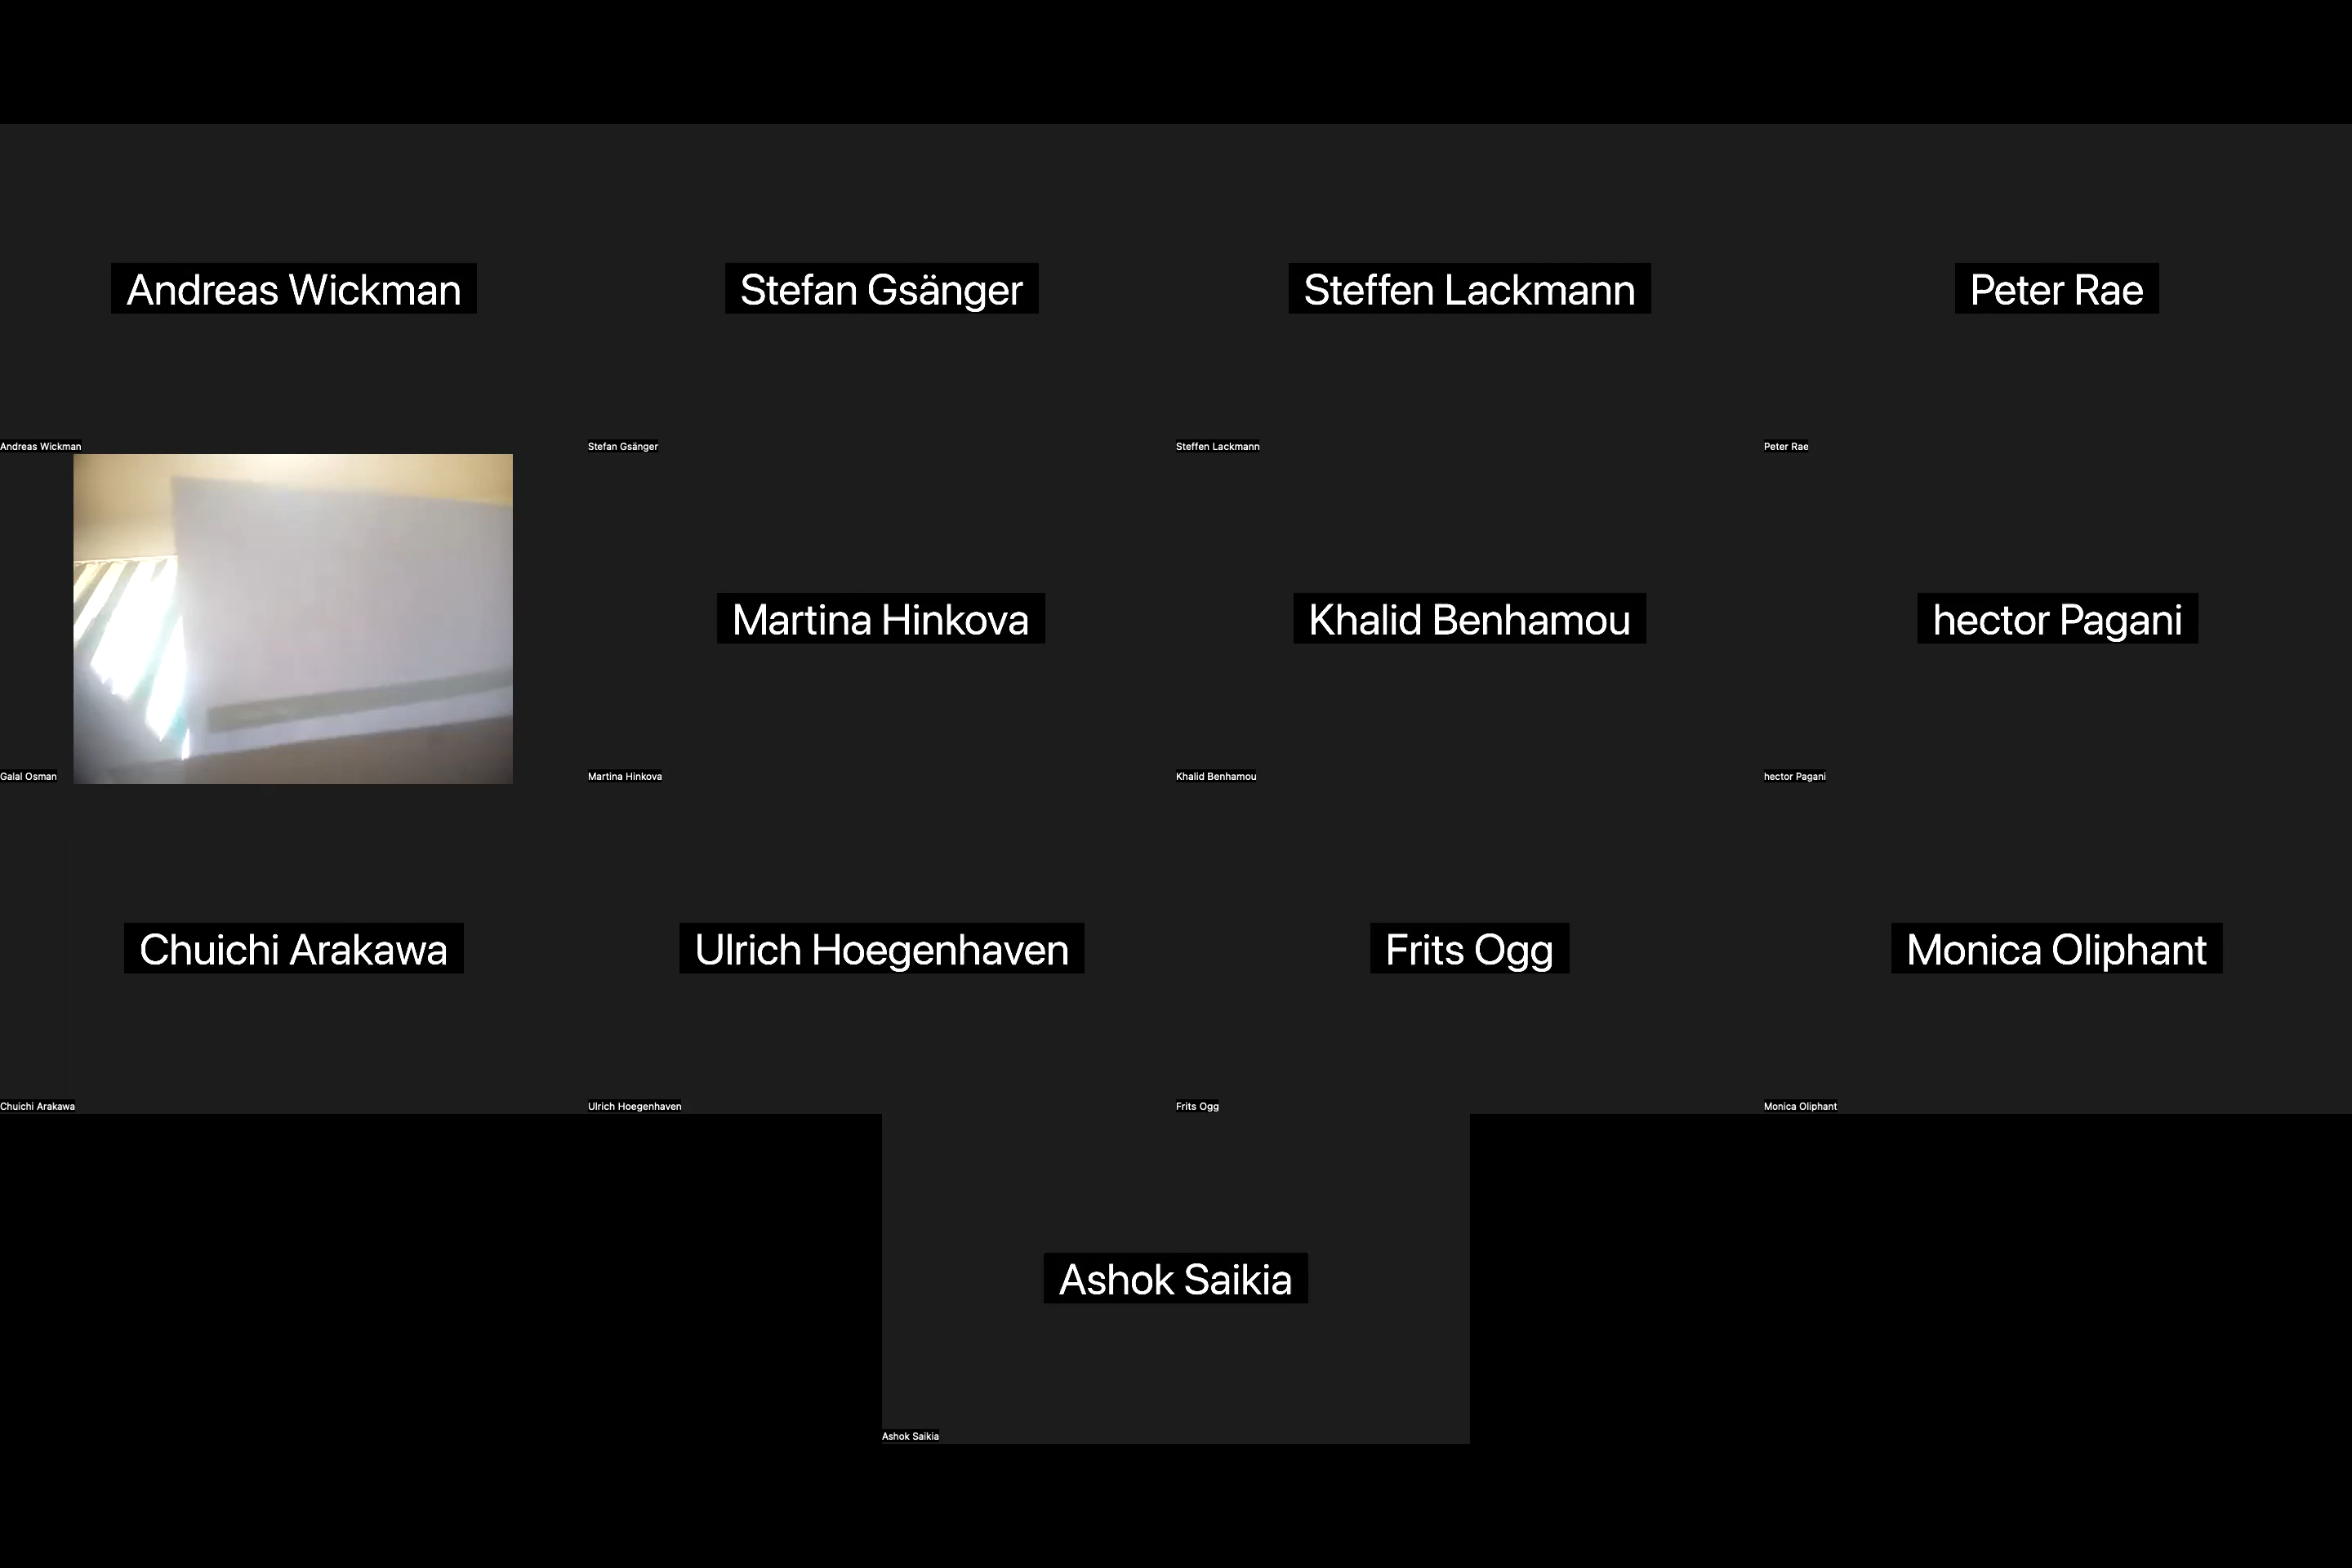 Andreas Wickman
Stefan Gsänger
Steffen Lackmann
Peter Rae
Andreas Wickman
Stefan Gsänger
Steffen Lackmann
Peter Rae
Martina Hinkova
Khalid Benhamou
hector Pagani
Galal Osman
Martina Hinkova
Khalid Benhamou
hector Pagani
Chuichi Arakawa
Ulrich Hoegenhaven
Frits Ogg
Monica Oliphant
Chuichi Arakawa
Ulrich Hoegenhaven
Frits Ogg
Monica Oliphant
Ashok Saikia
Ashok Saikia